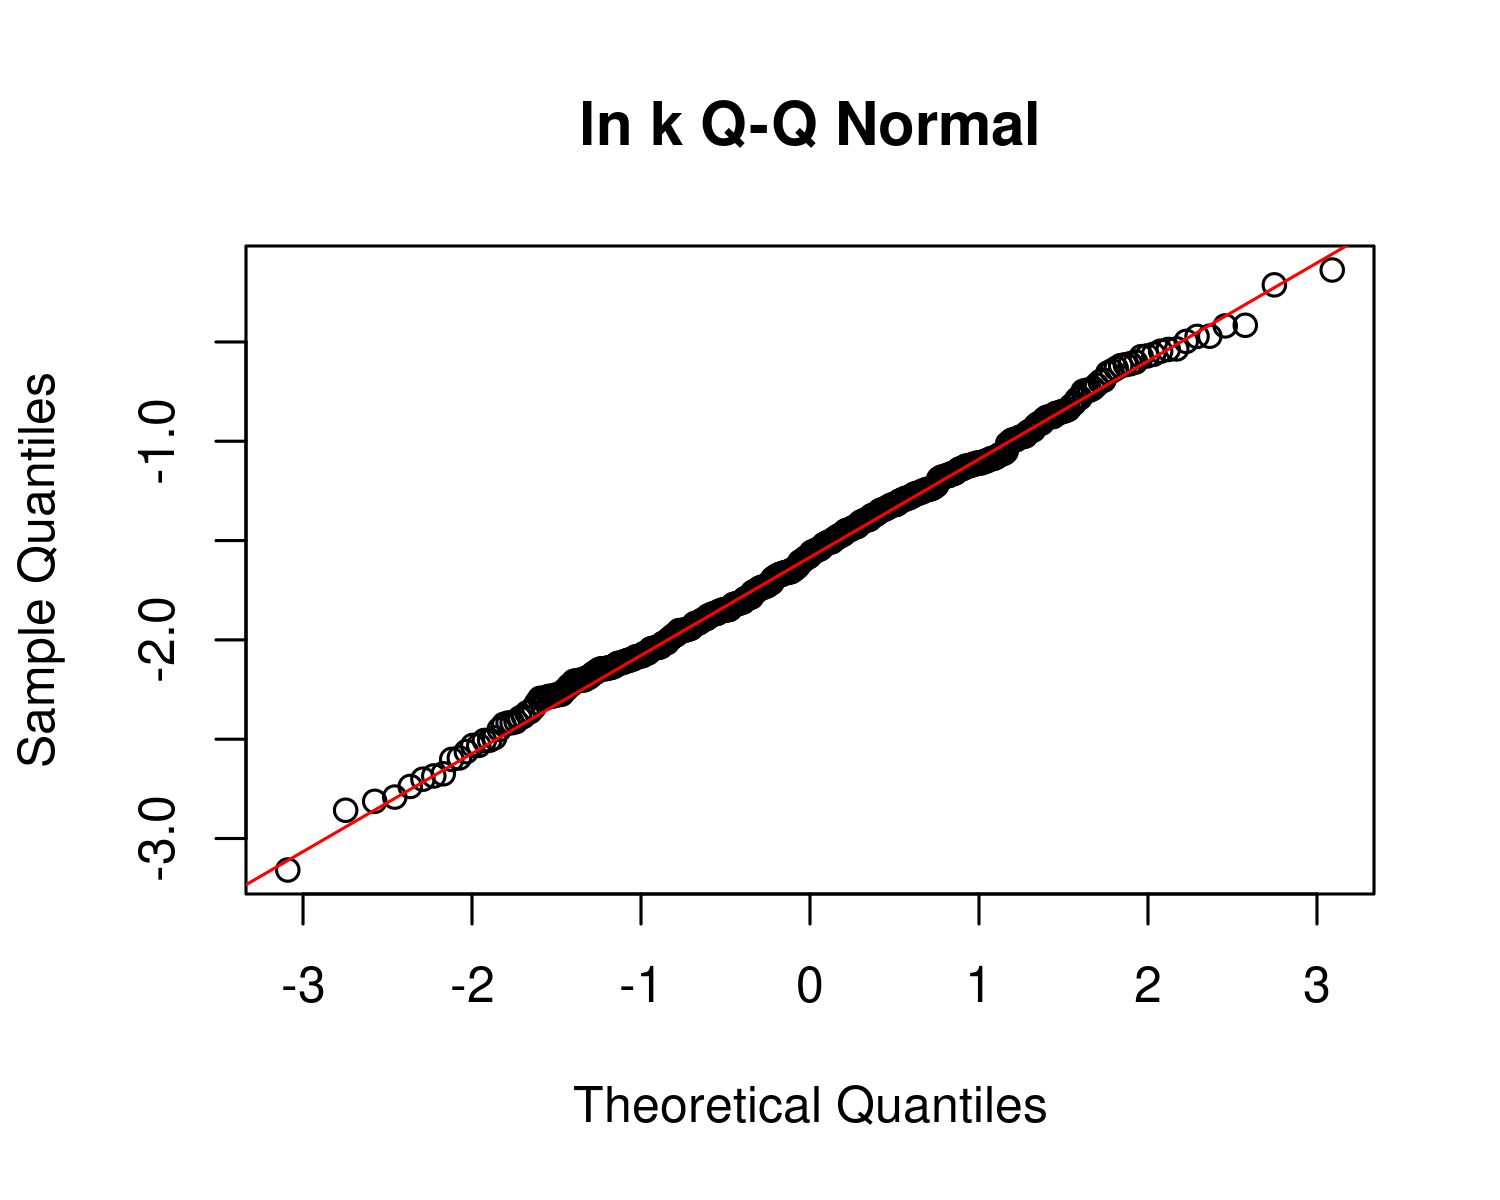 ln k Q-Q Normal
Sample Quantiles
-1.0
-2.0
-3.0
-3 -2 -1 0 1 2 3
Theoretical Quantiles